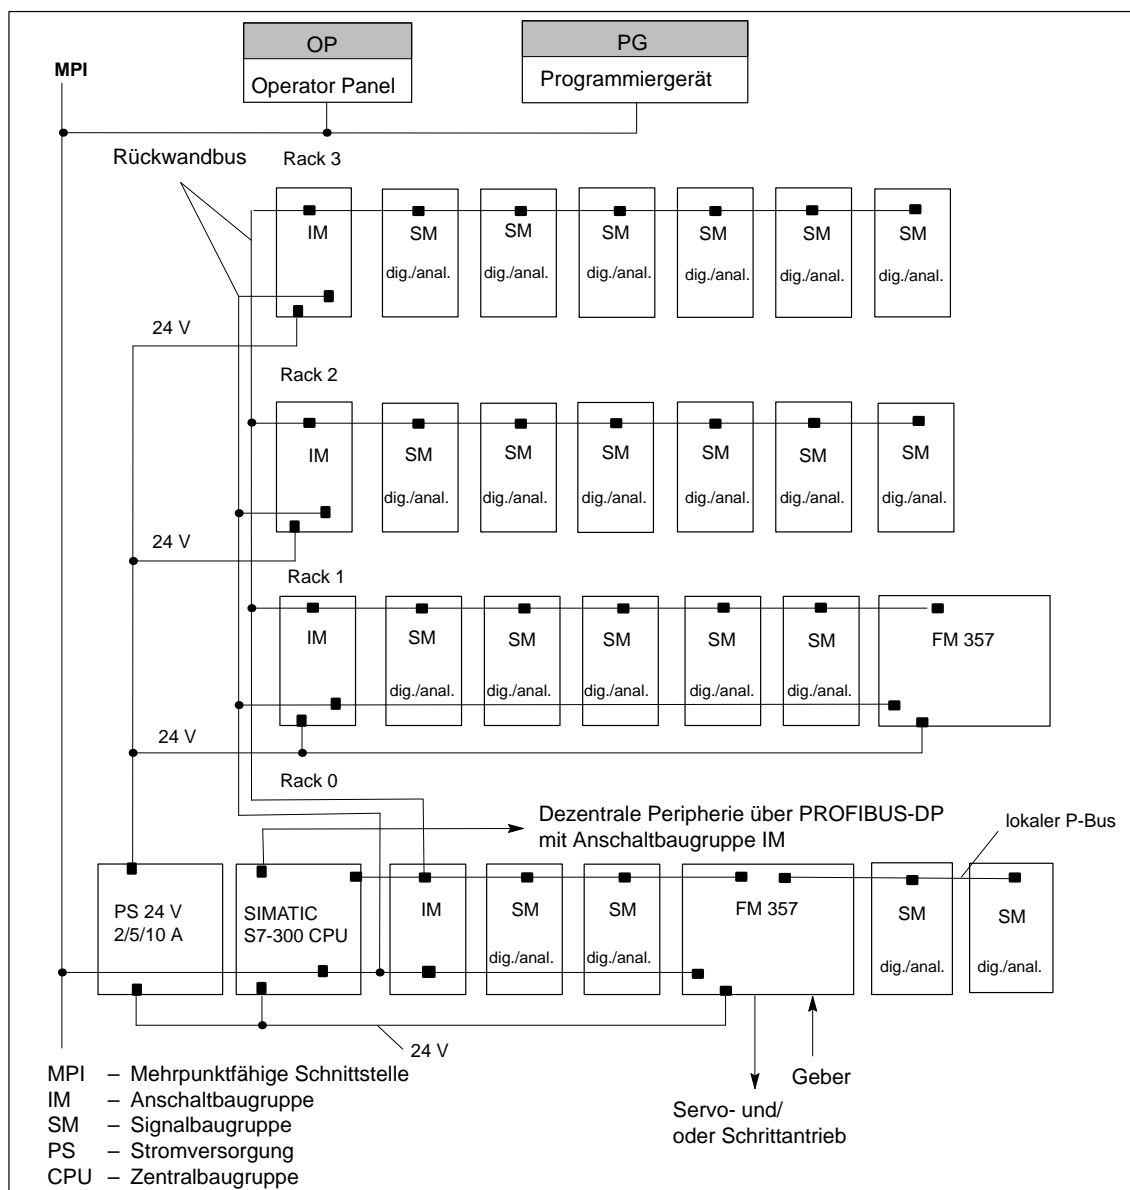 OP
Operator Panel
PG
Programmiergerät
MPI
Rückwandbus
Rack 3
IM
SM
dig./anal.
SM
dig./anal.
SM
dig./anal.
SM
dig./anal.
SM
dig./anal.
SM
dig./anal.
24 V
Rack 2
IM
SM
dig./anal.
SM
dig./anal.
SM
dig./anal.
SM
dig./anal.
SM
dig./anal.
SM
dig./anal.
24 V
Rack 1
IM
SM
dig./anal.
SM
dig./anal.
SM
dig./anal.
SM
dig./anal.
SM
dig./anal.
FM 357
24 V
Rack 0
Dezentrale Peripherie über PROFIBUS-DP
mit Anschaltbaugruppe IM
lokaler P-Bus
PS 24 V
2/5/10 A
SIMATIC
S7-300 CPU
IM
SM
dig./anal.
SM
dig./anal.
FM 357
SM
dig./anal.
SM
dig./anal.
24 V
Geber
Servo- und/
oder Schrittantrieb
MPI – Mehrpunktfähige Schnittstelle
IM – Anschaltbaugruppe
SM – Signalbaugruppe
PS – Stromversorgung
CPU – Zentralbaugruppe